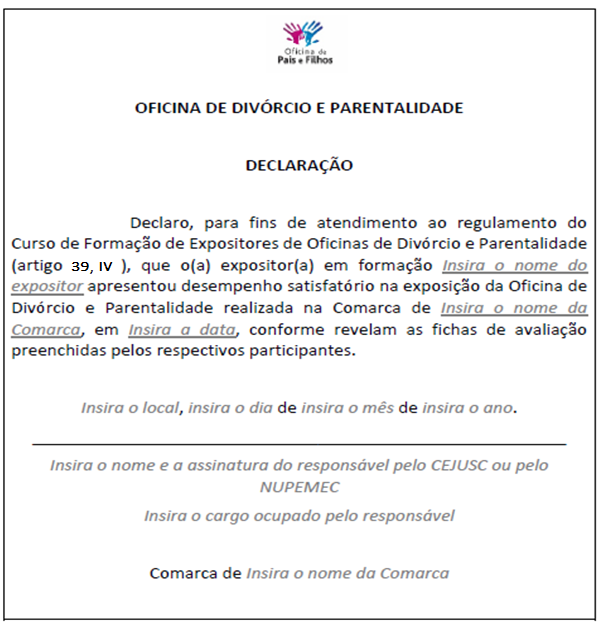 Oficina de
Pais e Filhos
OFICINA DE DIVÓRCIO E PARENTALIDADE
DECLARAÇÃO
Declaro, para fins de atendimento ao regulamento do
Curso de Formação de Expositores de Oficinas de Divórcio e Parentalidade
(artigo 39, IV ), que o(a) expositor(a) em formação Insira o nome do
expositor apresentou desempenho satisfatório na exposição da Oficina de
Divórcio e Parentalidade realizada na Comarca de Insira o nome da
Comarca, em Insira a data, conforme revelam as fichas de avaliação
preenchidas pelos respectivos participantes.
Insira o local, insira o dia de insira o mês de insira o ano.
Insira o nome e a assinatura do responsável pelo CEJUSC ou pelo
NUPEMEC
Insira o cargo ocupado pelo responsável
Comarca de Insira o nome da Comarca